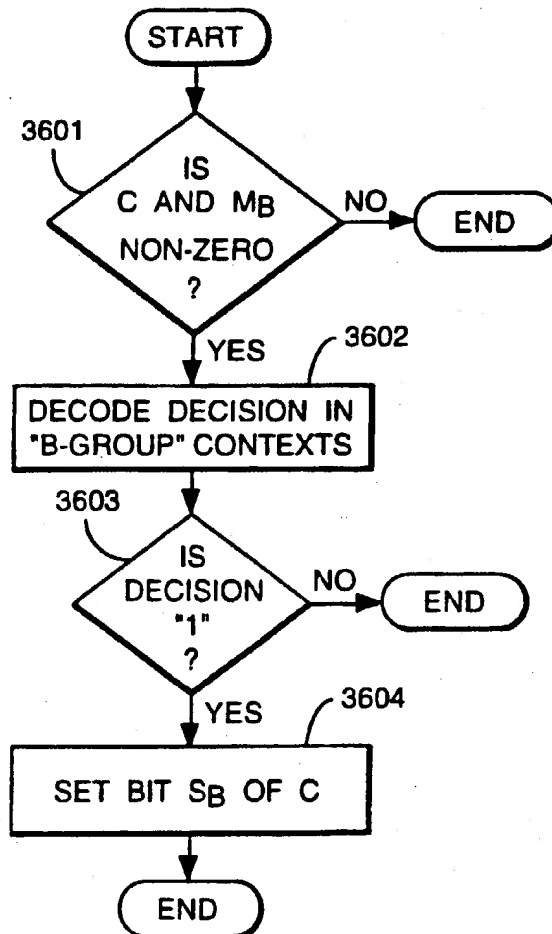 START
3601
IS
C AND MB
NON-ZERO
?
NO
END
YES
3602
DECODE DECISION IN
"B-GROUP" CONTEXTS
3603
IS
DECISION
"1"
?
NO
END
YES
3604
SET BIT SB OF C
END